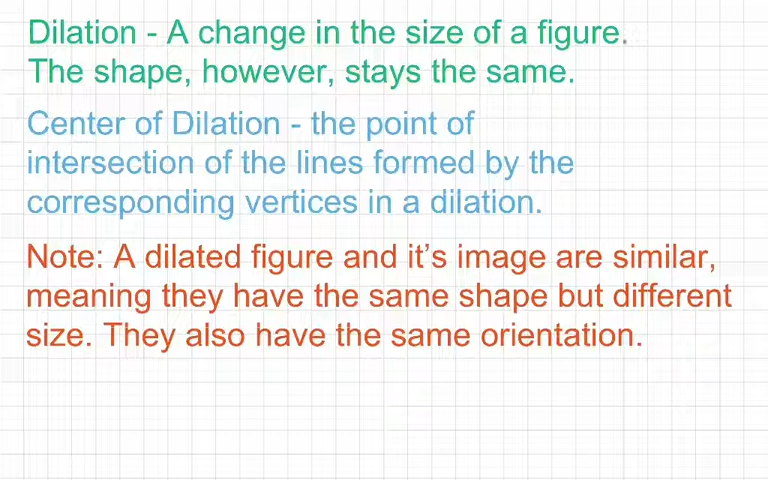 Dilation - A change in the size of a figure.
The shape, however, stays the same.
Center of Dilation - the point of
intersection of the lines formed by the
corresponding vertices in a dilation.
Note: A dilated figure and it’s image are similar,
meaning they have the same shape but different
size. They also have the same orientation.